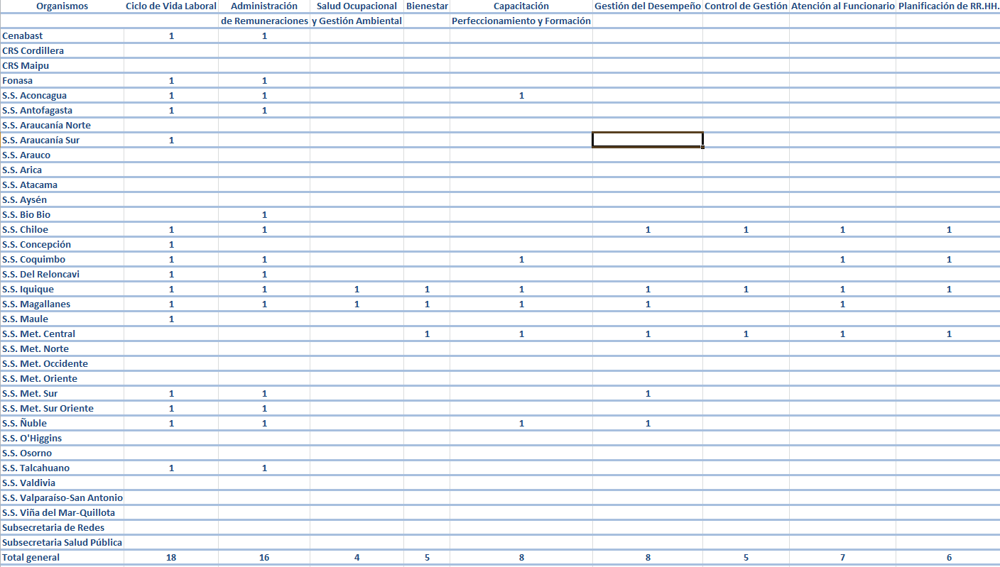 Organismos Ciclo de Vida Laboral Administración Salud Ocupacional Bienestar Capacitación Gestión del Desempeño Control de Gestión Atención al Funcionario Planificación de RR.HH.
de Remuneraciones y Gestión Ambiental Perfeccionamiento y Formación
Cenabast 1 1
CRS Cordillera
CRS Maipu
Fonasa 1 1
S.S. Aconcagua 1 1 1
S.S. Antofagasta 1 1
S.S. Araucanía Norte
S.S. Araucanía Sur 1
S.S. Arauco
S.S. Arica
S.S. Atacama
S.S. Aysén
S.S. Bio Bio 1
S.S. Chiloe 1 1 1 1 1 1
S.S. Concepción 1
S.S. Coquimbo 1 1 1 1 1
S.S. Del Reloncavi 1 1
S.S. Iquique 1 1 1 1 1 1 1 1 1
S.S. Magallanes 1 1 1 1 1 1 1
S.S. Maule 1
S.S. Met. Central 1 1 1 1 1 1
S.S. Met. Norte
S.S. Met. Occidente
S.S. Met. Oriente
S.S. Met. Sur 1 1 1
S.S. Met. Sur Oriente 1 1
S.S. Ñuble 1 1 1 1
S.S. O'Higgins
S.S. Osorno
S.S. Talcahuano 1 1
S.S. Valdivia
S.S. Valparaíso-San Antonio
S.S. Viña del Mar-Quillota
Subsecretaria de Redes
Subsecretaria Salud Pública
Total general 18 16 4 5 8 8 5 7 6